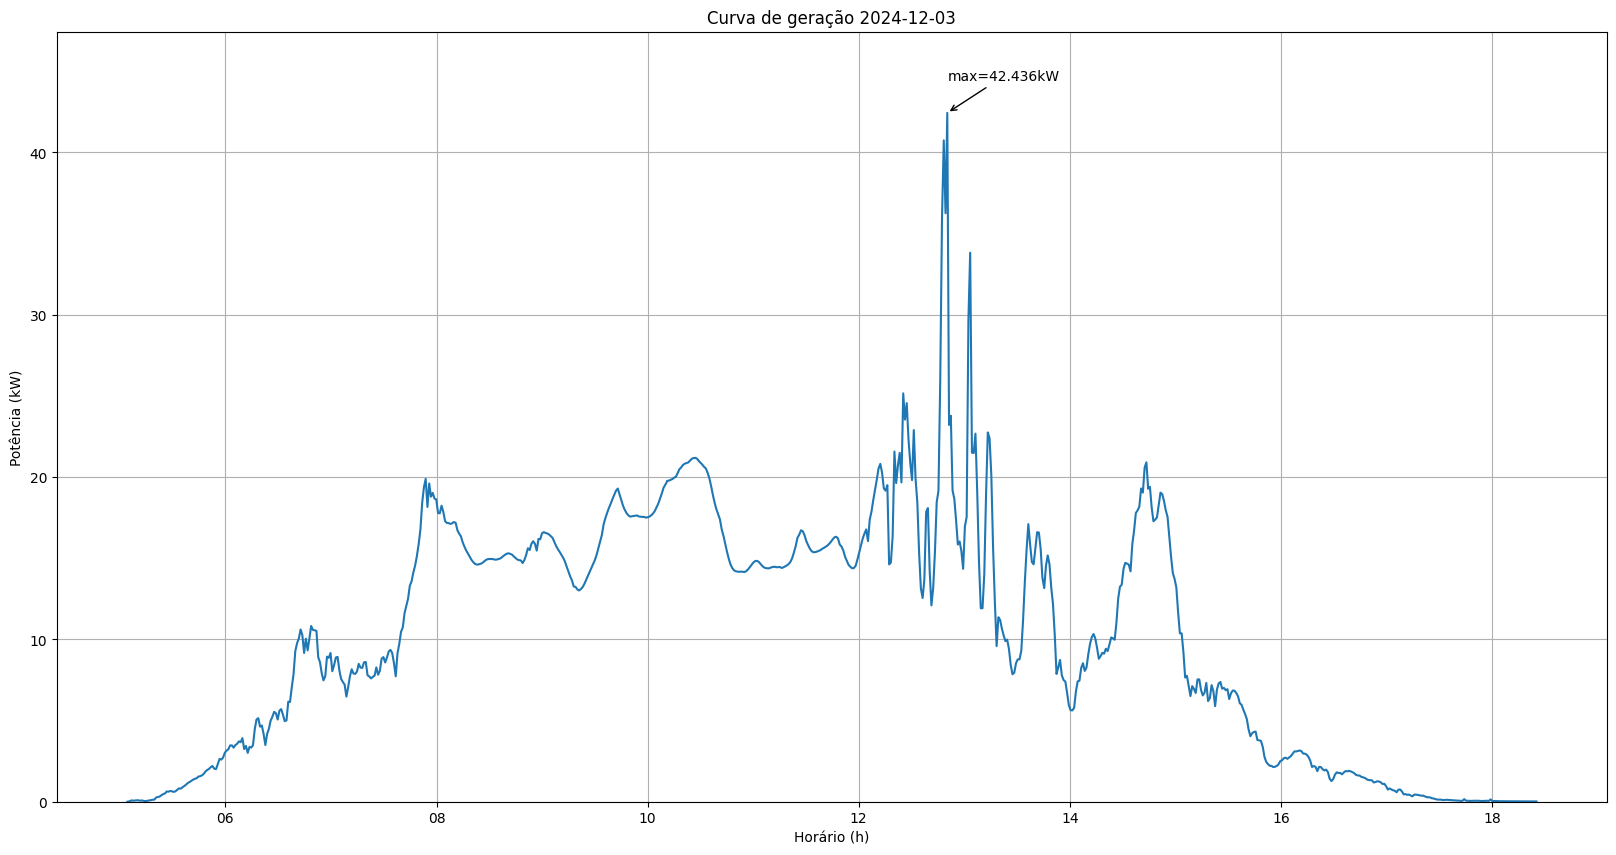 Curva de geração 2024-12-03
max=42.436kW
Potência (kW)
40
30
20
10
0
06 08 10 12 14 16 18
Horário (h)